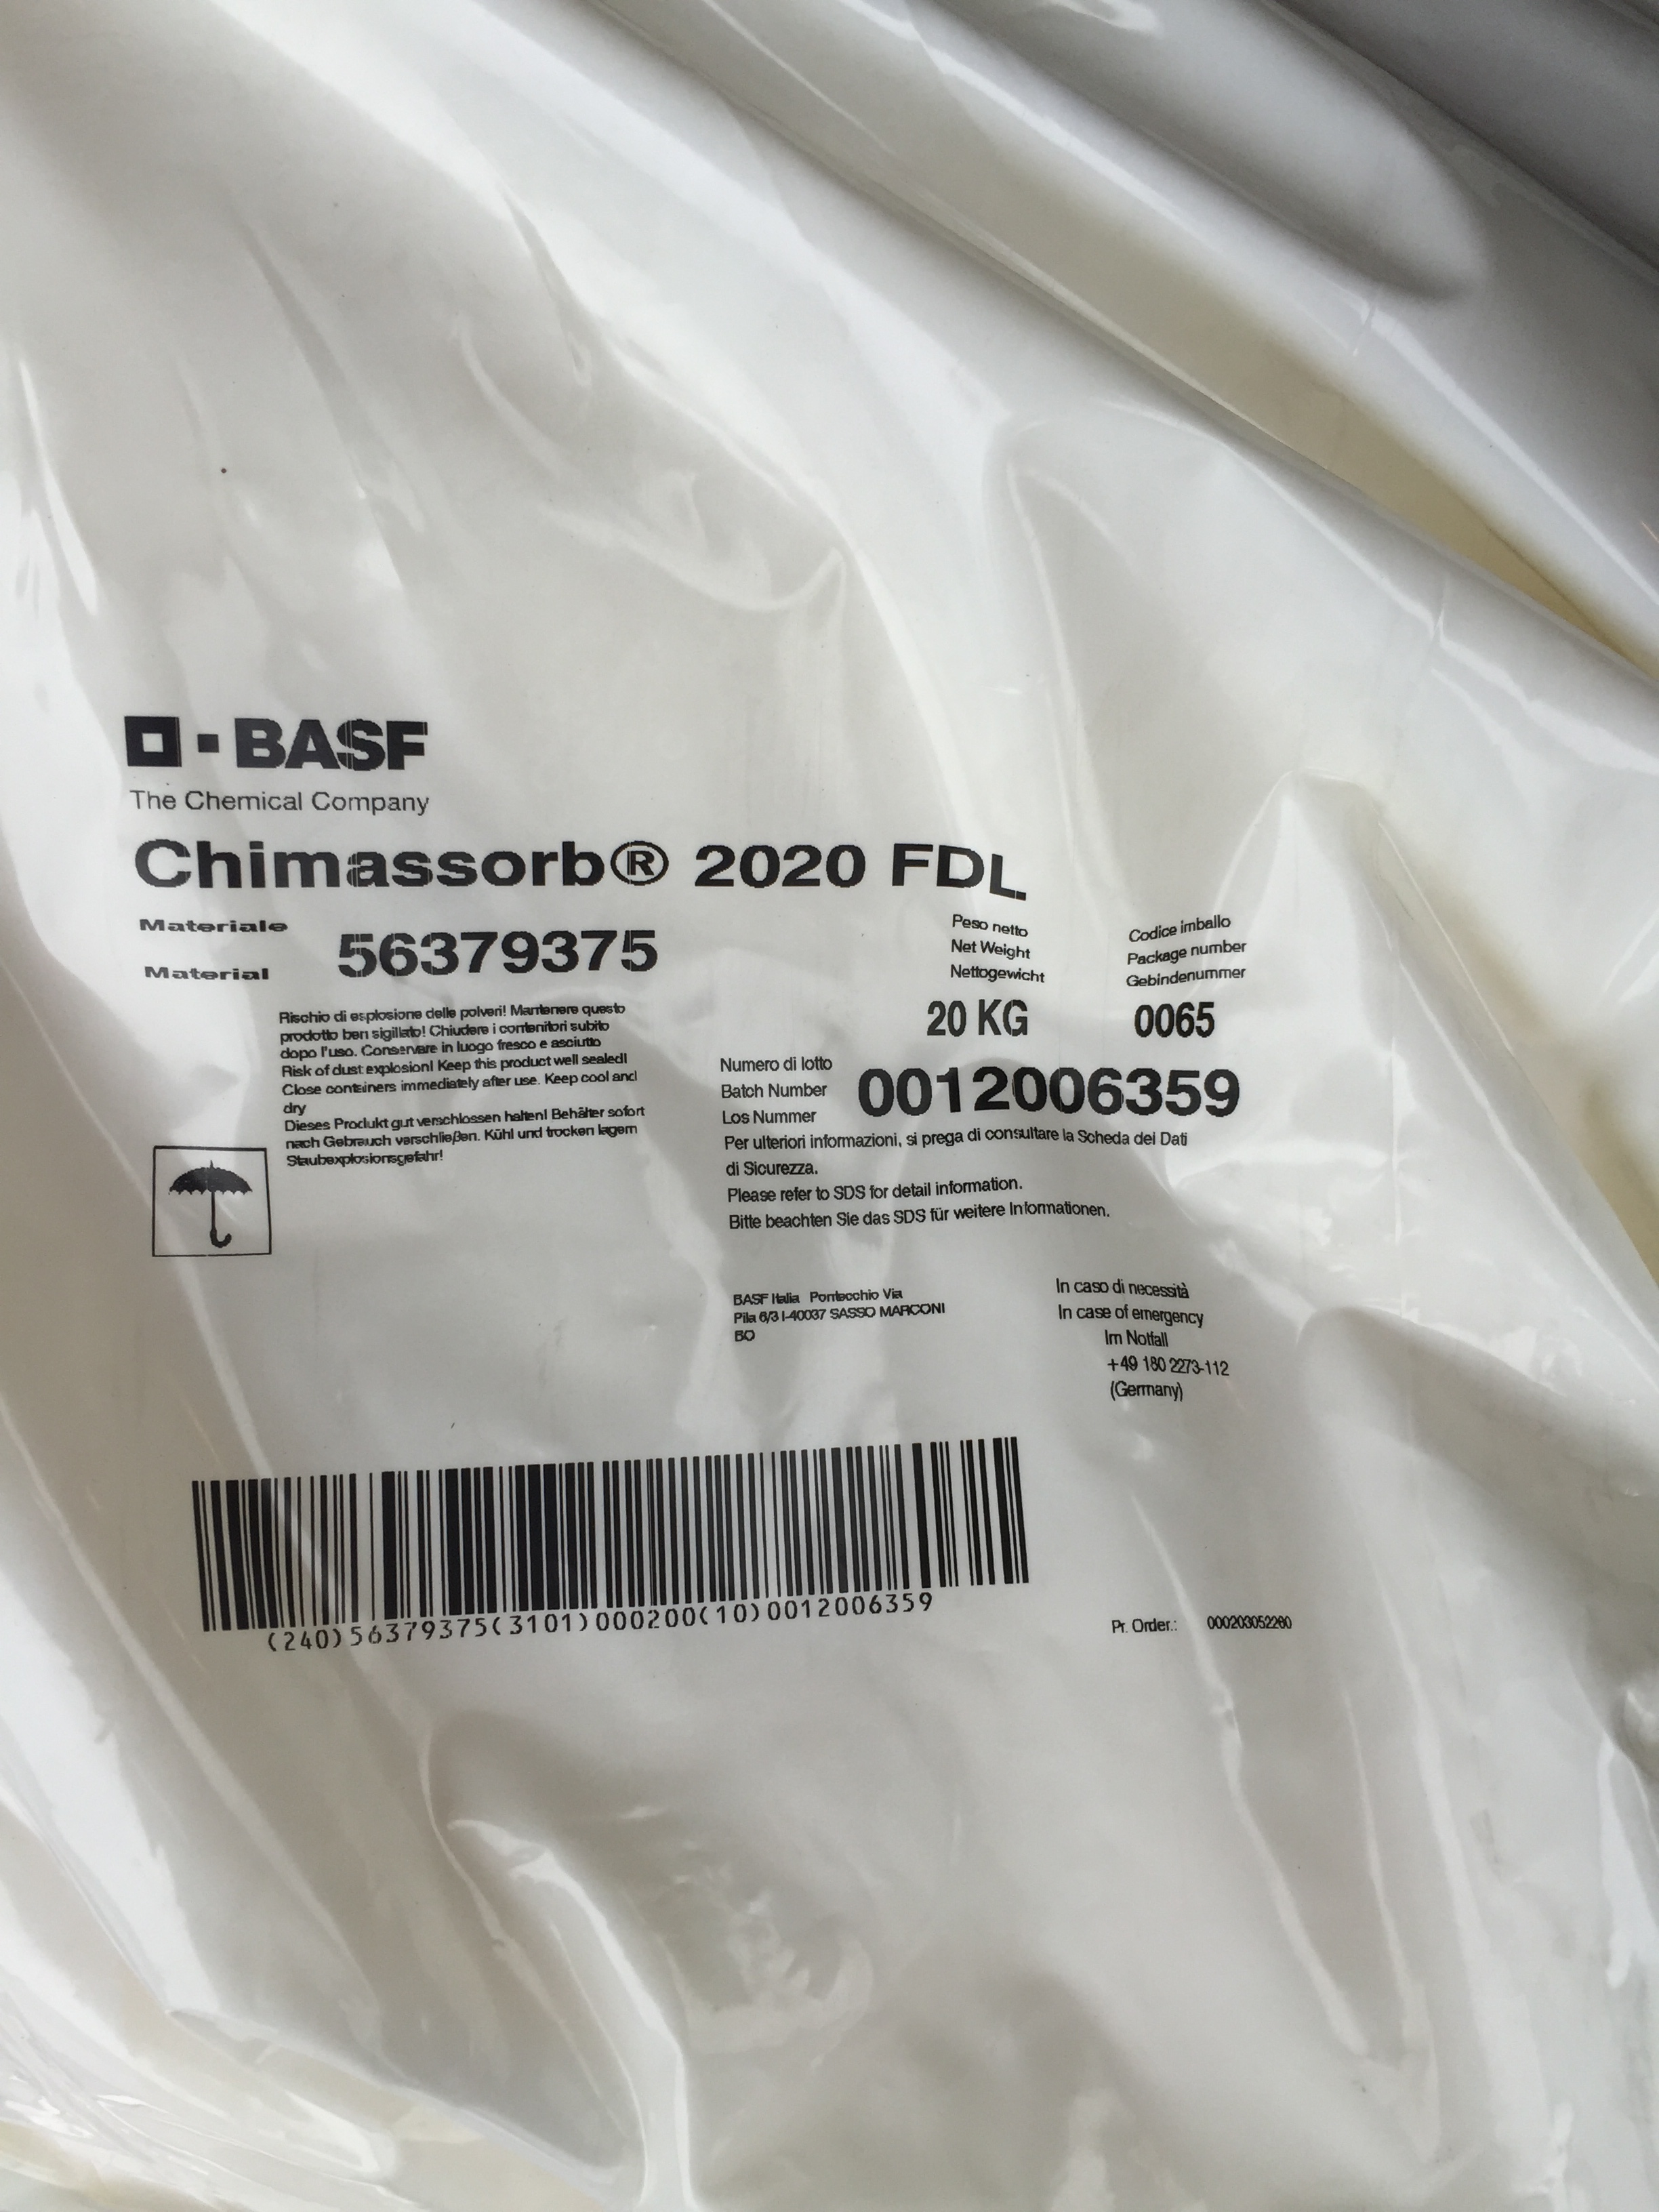 BASF
The Chemical Company
Chimassorb® 2020 FDL
Materiale
Material
56379375
Peso netto
Net Weight
Nettogewicht
20 KG
Codice imballo
Package number
Gebindenummer
0065
Rischio di esplosione delle polveri! Mantenere questo
prodotto ben sigillato! Chiudere i contenitori subito
dopo l'uso. Conservare in luogo fresco e asciutto
Risk of dust explosion! Keep this product well sealed!
Close containers immediately after use. Keep cool and
dry
Dieses Produkt gut verschlossen halten! Behälter sofort
nach Gebrauch verschließen. Kühl und trocken lagern
Staubexplosionsgefahr!
Numero di lotto
Batch Number
Los Nummer
0012006359
Per ulteriori informazioni, si prega di consultare la Scheda dei Dati
di Sicurezza.
Please refer to SDS for detail information.
Bitte beachten Sie das SDS für weitere Informationen.
BASF Italia Pontecchio Via
Pila 6/3 I-40037 SASSO MARCONI
BO
In caso di necessità
In case of emergency
Im Notfall
+49 180 2273-112
(Germany)
(240)56379375(3101)000200(10)0012006359
Pr. Order.: 000203052260